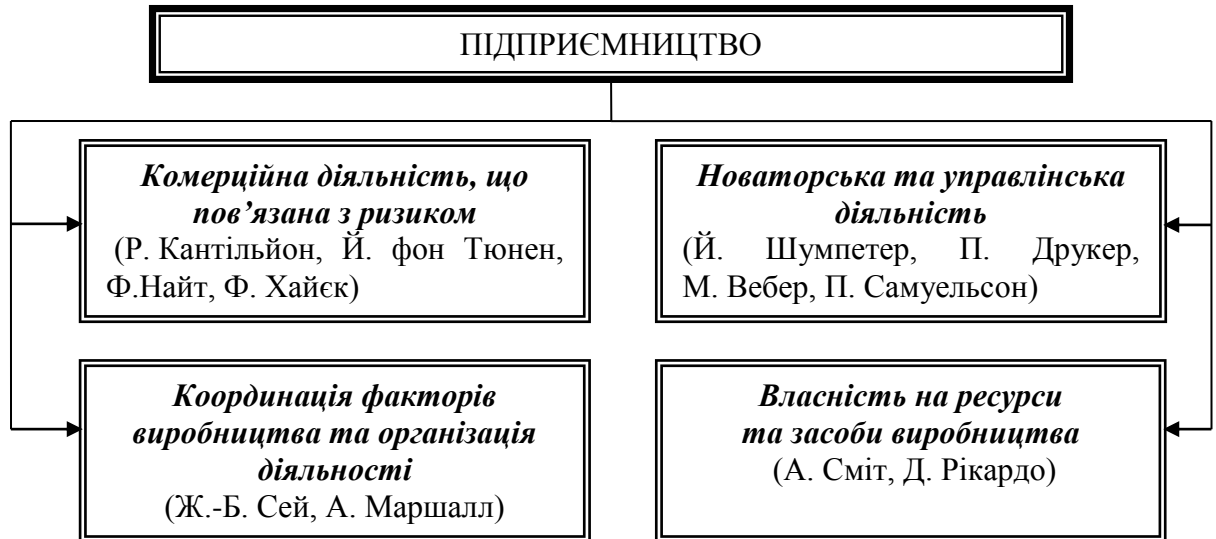 ПІДПРИЄМНИЦТВО
Комерційна діяльність, що
пов’язана з ризиком
(Р. Кантільйон, Й. фон Тюнен,
Ф.Найт, Ф. Хайєк)
Новаторська та управлінська
діяльність
(Й. Шумпетер, П. Друкер,
М. Вебер, П. Самуельсон)
Координація факторів
виробництва та організація
діяльності
(Ж.-Б. Сей, А. Маршалл)
Власність на ресурси
та засоби виробництва
(А. Сміт, Д. Рікардо)